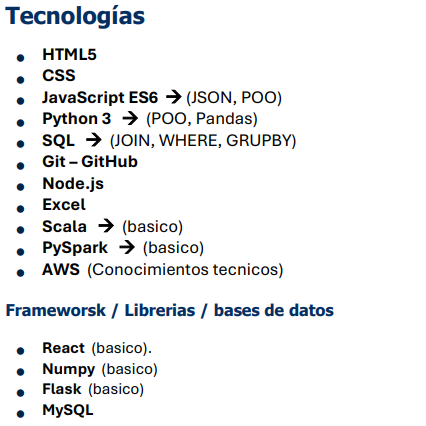 Tecnologías
• HTML5
• CSS
• JavaScript ES6 → (JSON, POO)
• Python 3 → (POO, Pandas)
• SQL → (JOIN, WHERE, GRUPBY)
• Git – GitHub
• Node.js
• Excel
• Scala → (basico)
• PySpark → (basico)
• AWS (Conocimientos tecnicos)
Frameworsk / Librerias / bases de datos
• React (basico).
• Numpy (basico)
• Flask (basico)
• MySQL